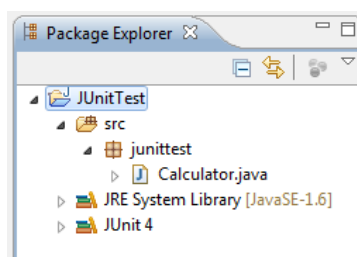 Package Explorer
JUnitTest
src
junittest
Calculator.java
JRE System Library [JavaSE-1.6]
JUnit 4